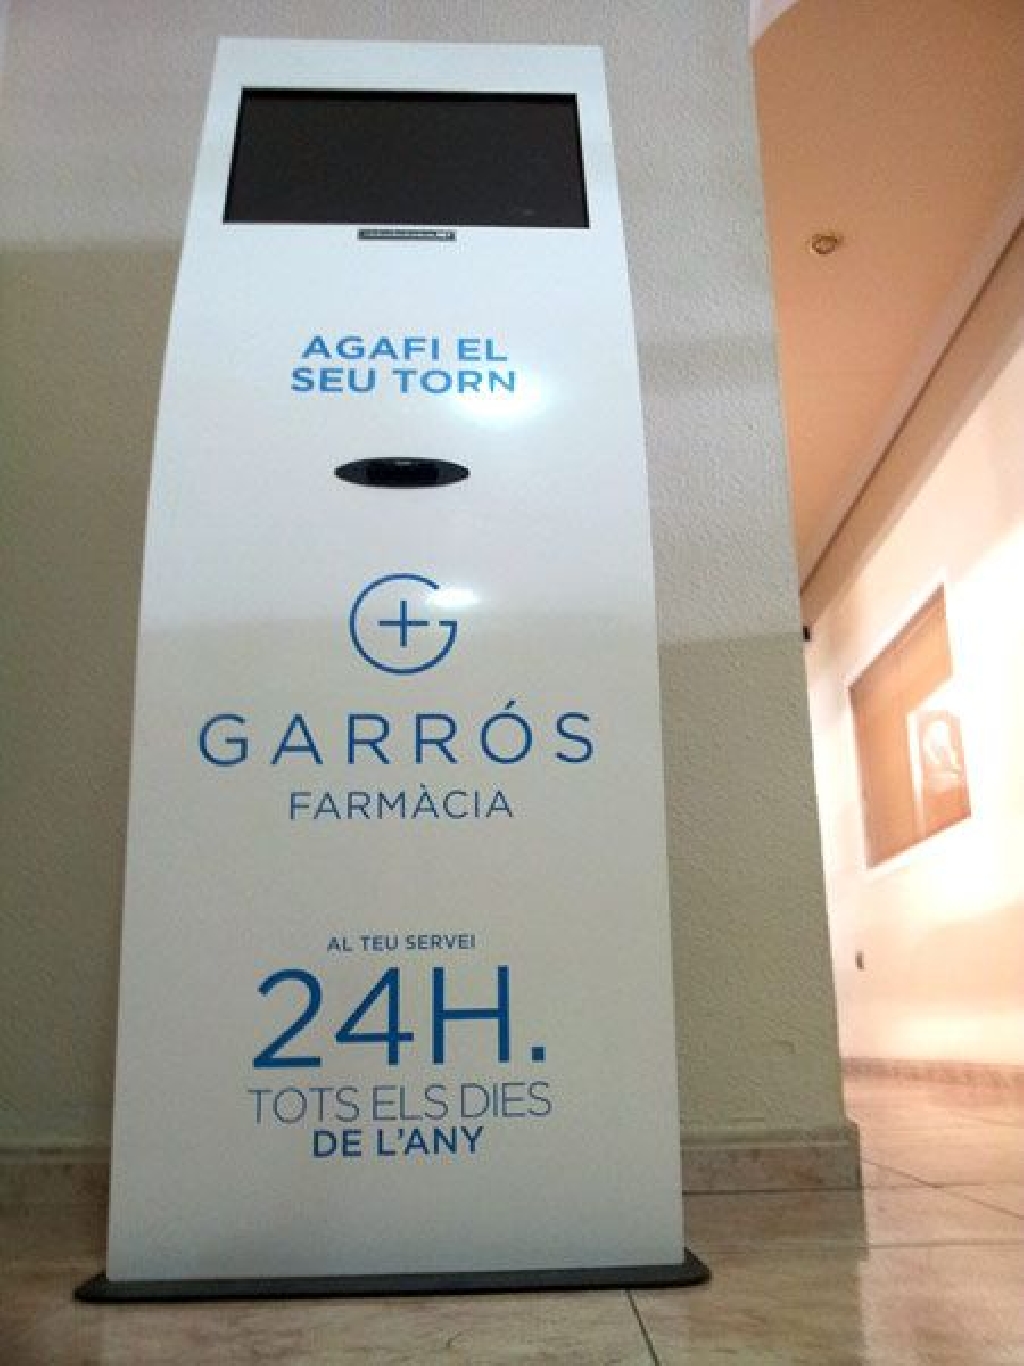 AGAFI EL
SEU TORN
GARRÓS
FARMÀCIA
AL TEU SERVEI
24H.
TOTS ELS DIES
DE L'ANY